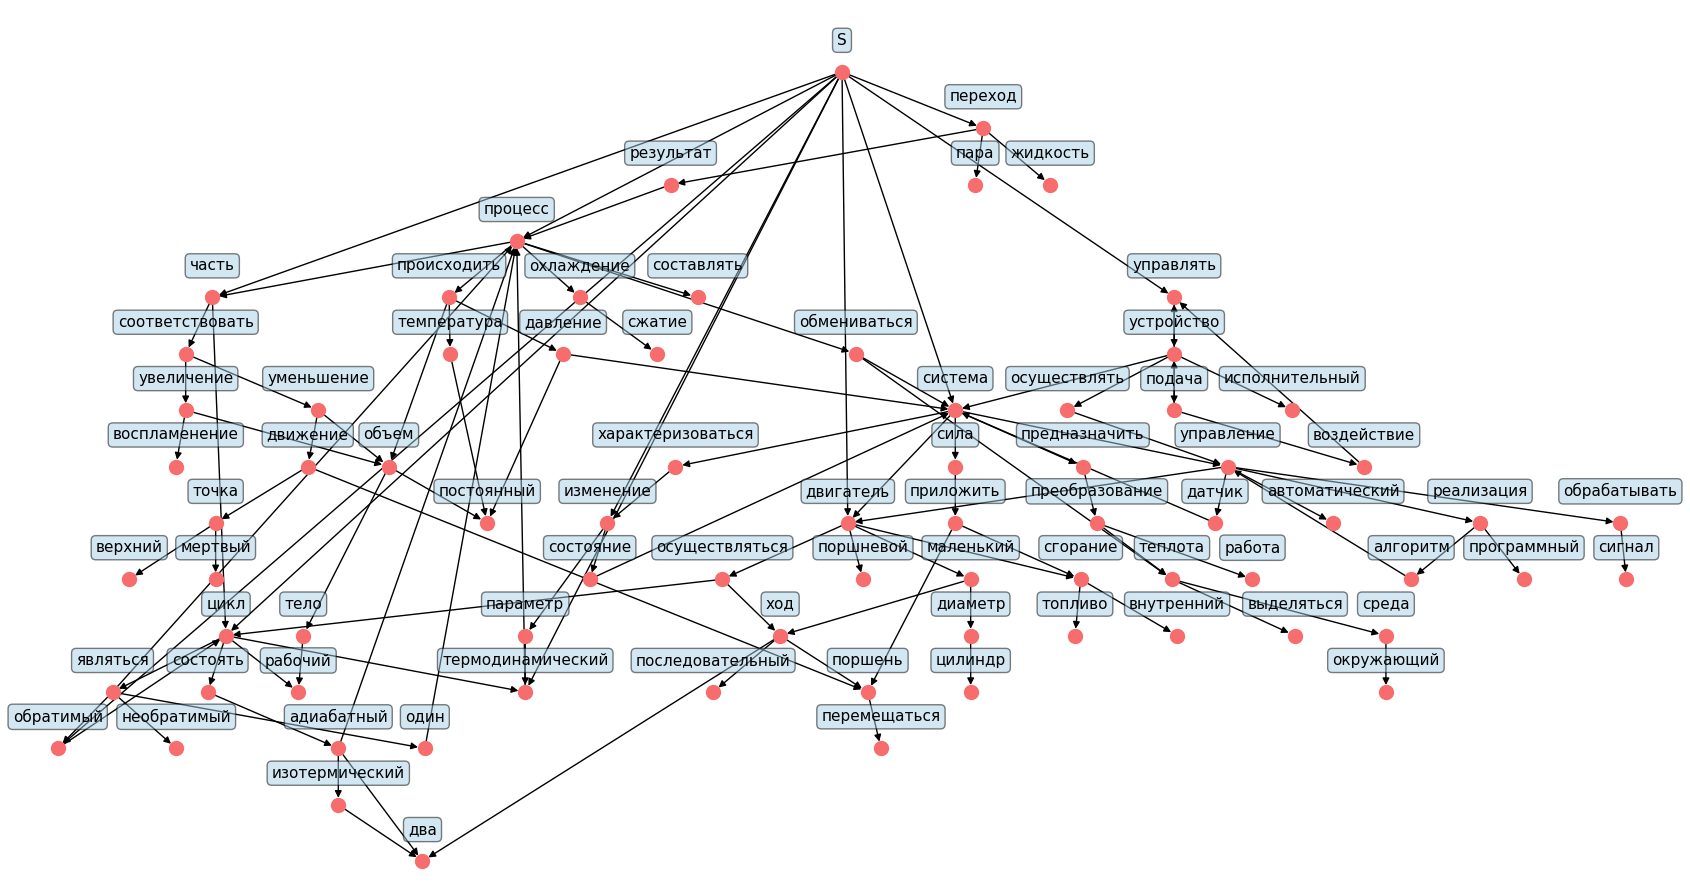 S
переход
результат
пара
жидкость
процесс
часть
происходить
охлаждение
составлять
управлять
соответствовать
температура
давление
сжатие
обмениваться
устройство
увеличение
уменьшение
система
осуществлять
подача
исполнительный
воспламенение
движение
объем
характеризоваться
сила
предназначить
управление
воздействие
точка
постоянный
изменение
двигатель
приложить
преобразование
датчик
автоматический
реализация
обрабатывать
верхний
мертвый
состояние
осуществляться
поршневой
маленький
сгорание
теплота
работа
алгоритм
программный
сигнал
цикл
тело
параметр
ход
диаметр
топливо
внутренний
выделяться
среда
являться
состоять
рабочий
термодинамический
последовательный
поршень
цилиндр
окружающий
обратимый
необратимый
адиабатный
один
перемещаться
изотермический
два